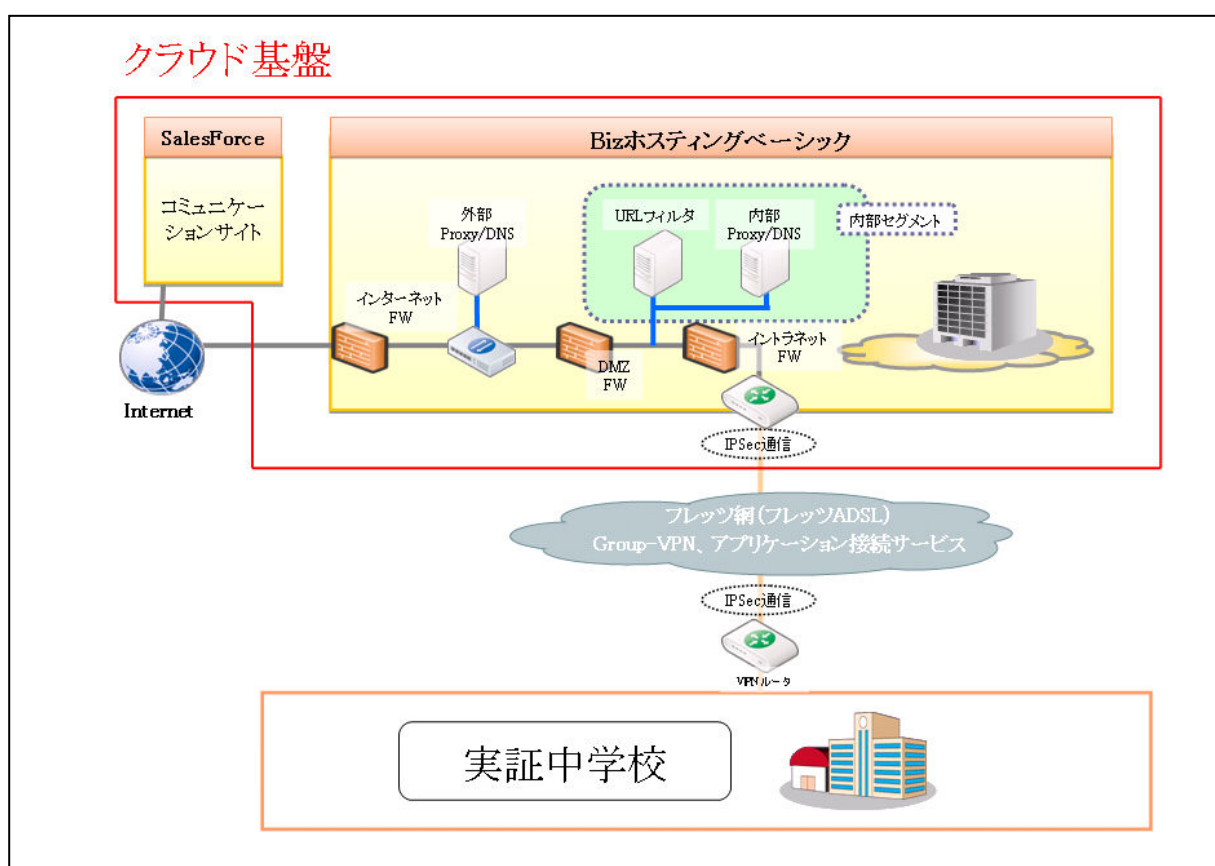 クラウド基盤
SalesForce
Bizホスティングベーシック
コミュニケー
ションサイト
外部
Proxy/DNS
URLフィルタ
内部
Proxy/DNS
内部セグメント
インターネット
FW
DMZ
FW
イントラネット
FW
Internet
IPSec通信
フレッツ網(フレッツADSL)
Group-VPN、アプリケーション接続サービス
IPSec通信
VPNルータ
実証中学校